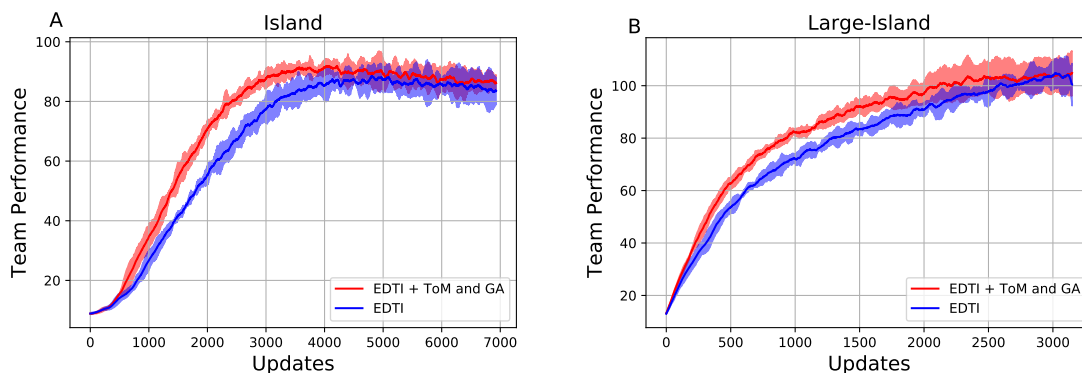 A
Island
100
80
60
40
20
Team Performance
0 1000 2000 3000 4000 5000 6000 7000
Updates
EDTI + ToM and GA
EDTI
B
Large-Island
100
80
60
40
20
Team Performance
0 500 1000 1500 2000 2500 3000
Updates
EDTI + ToM and GA
EDTI